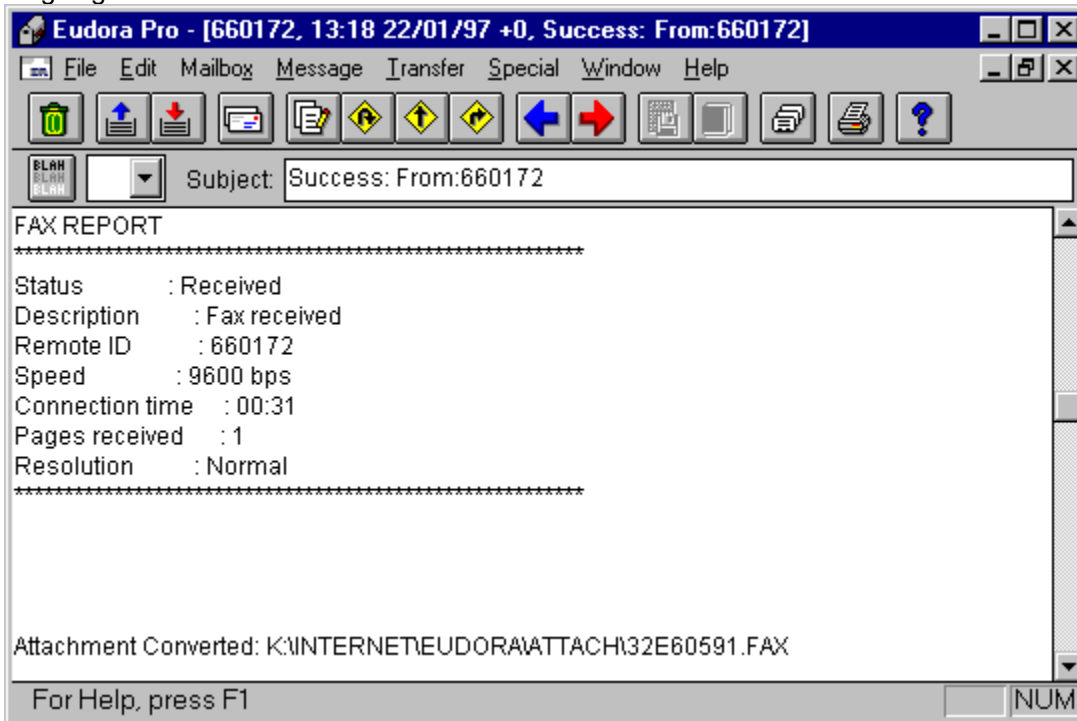 Eudora Pro - [660172, 13:18 22/01/97 +0, Success: From:660172]
File Edit Mailbox Message Transfer Special Window Help
BLAH
BLAH
BLAH
Subject: Success: From:660172
FAX REPORT
*********************************************************
Status : Received
Description : Fax received
Remote ID : 660172
Speed : 9600 bps
Connection time : 00:31
Pages received : 1
Resolution : Normal
*********************************************************
Attachment Converted: K:\INTERNET\EUDORA\ATTACH\32E60591.FAX
For Help, press F1 NUM